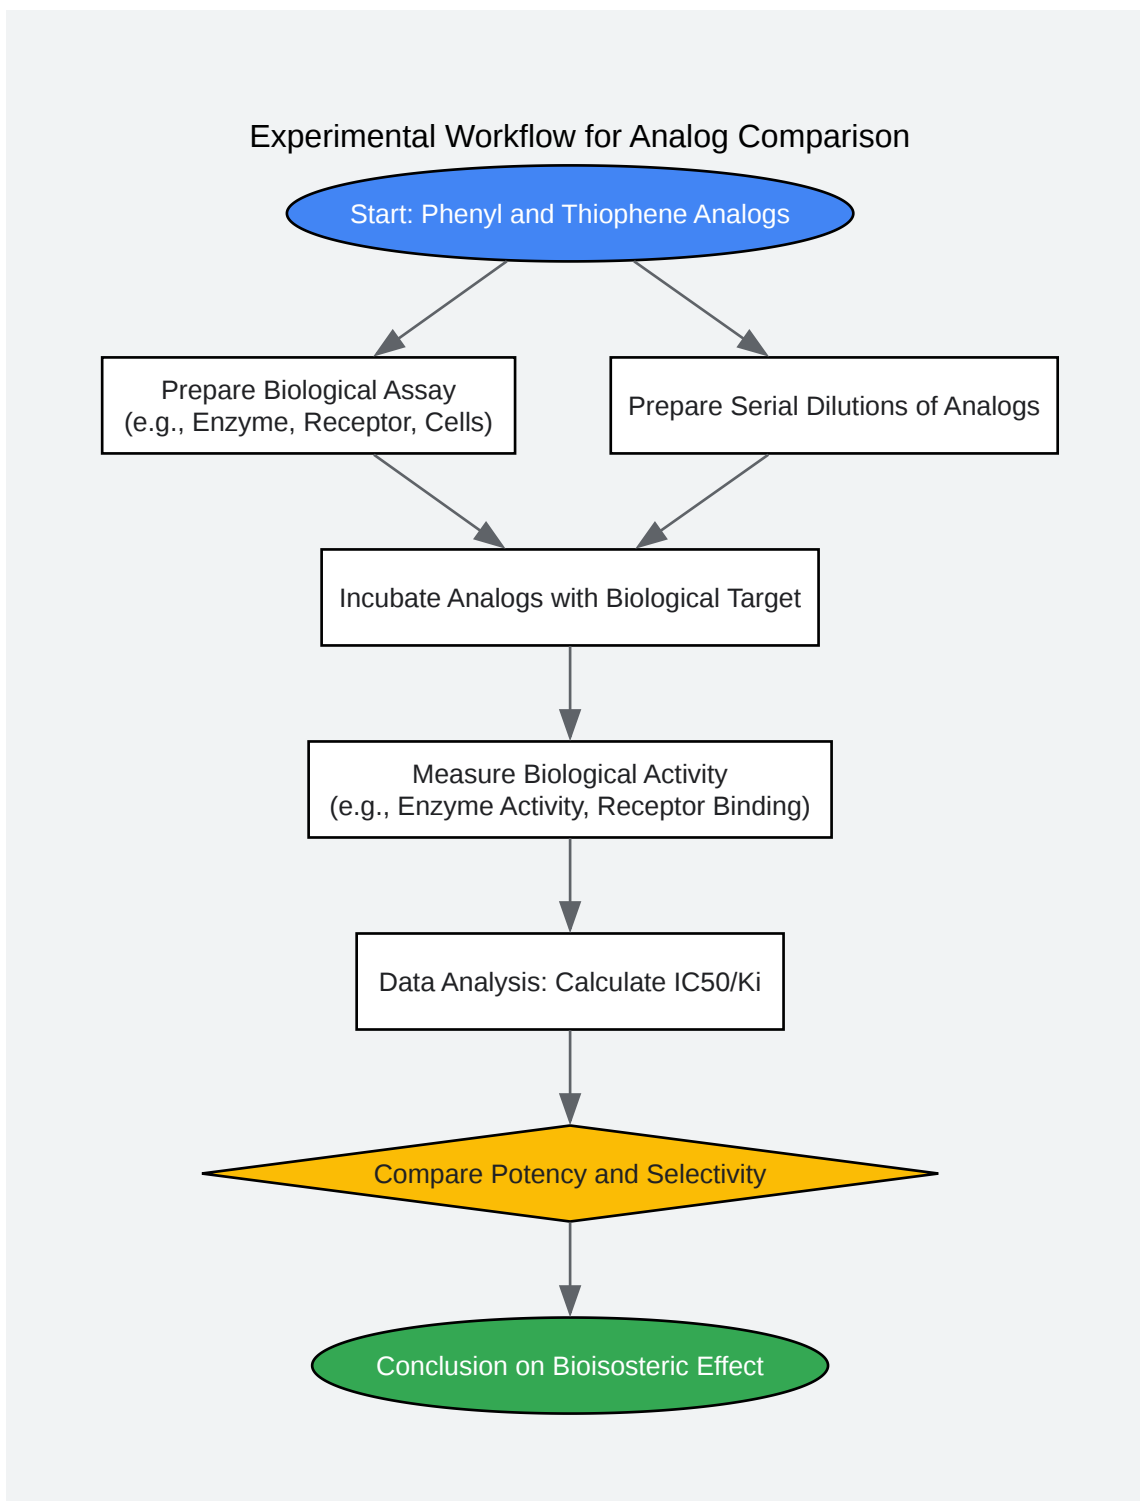 Experimental Workflow for Analog Comparison
Start: Phenyl and Thiophene Analogs
Prepare Biological Assay
(e.g., Enzyme, Receptor, Cells)
Prepare Serial Dilutions of Analogs
Incubate Analogs with Biological Target
Measure Biological Activity
(e.g., Enzyme Activity, Receptor Binding)
Data Analysis: Calculate IC50/Ki
Compare Potency and Selectivity
Conclusion on Bioisosteric Effect